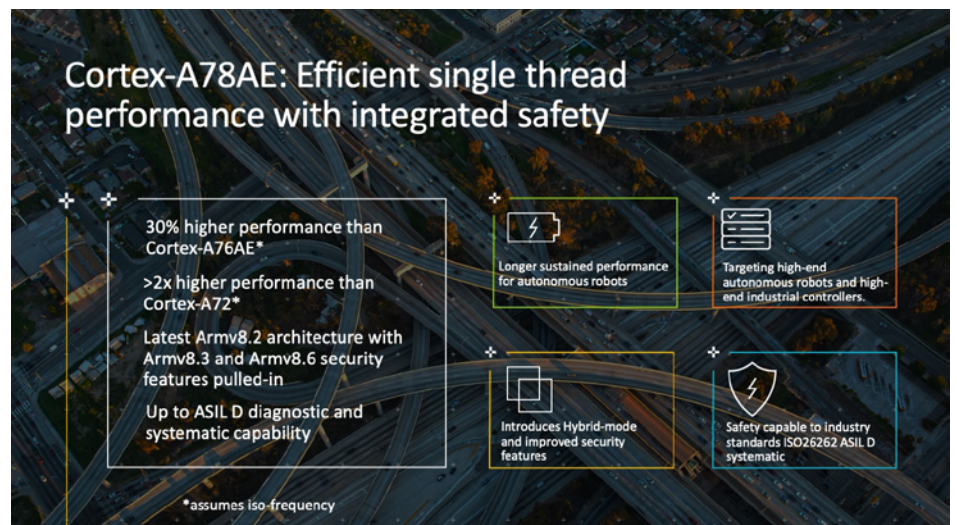 Cortex-A78AE: Efficient single thread
performance with integrated safety
30% higher performance than
Cortex-A76AE*
>2x higher performance than
Cortex-A72*
Latest Armv8.2 architecture with
Armv8.3 and Armv8.6 security
features pulled-in
Up to ASIL D diagnostic and
systematic capability
*assumes iso-frequency
Longer sustained performance
for autonomous robots
Targeting high-end
autonomous robots and high-
end industrial controllers.
Introduces Hybrid-mode
and improved security
features
Safety capable to industry
standards ISO26262 ASIL D
systematic